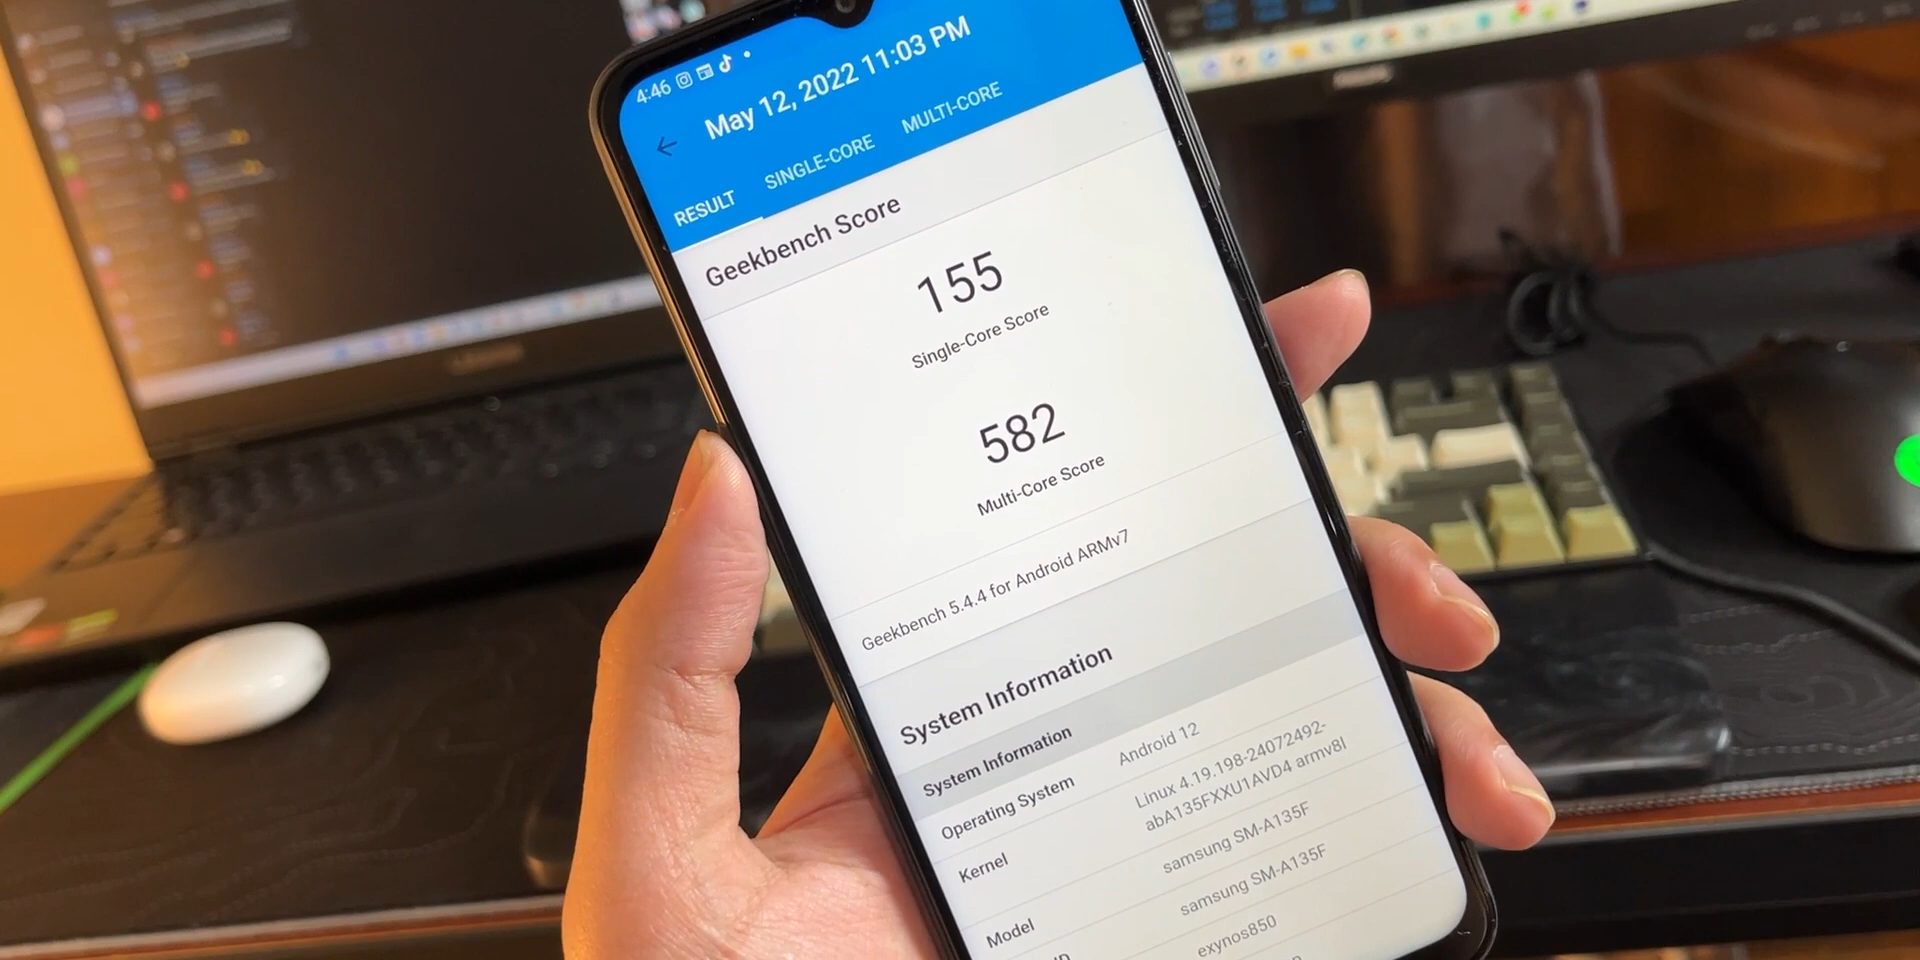 4:46
May 12, 2022 11:03 PM
RESULT SINGLE-CORE MULTI-CORE
Geekbench Score
155
Single-Core Score
582
Multi-Core Score
Geekbench 5.4.4 for Android ARMv7
System Information
System Information
Operating System Android 12
Kernel Linux 4.19.198-24072492-
abA135FXXU1AVD4 armv8l
Model samsung SM-A135F
samsung SM-A135F
exynos850